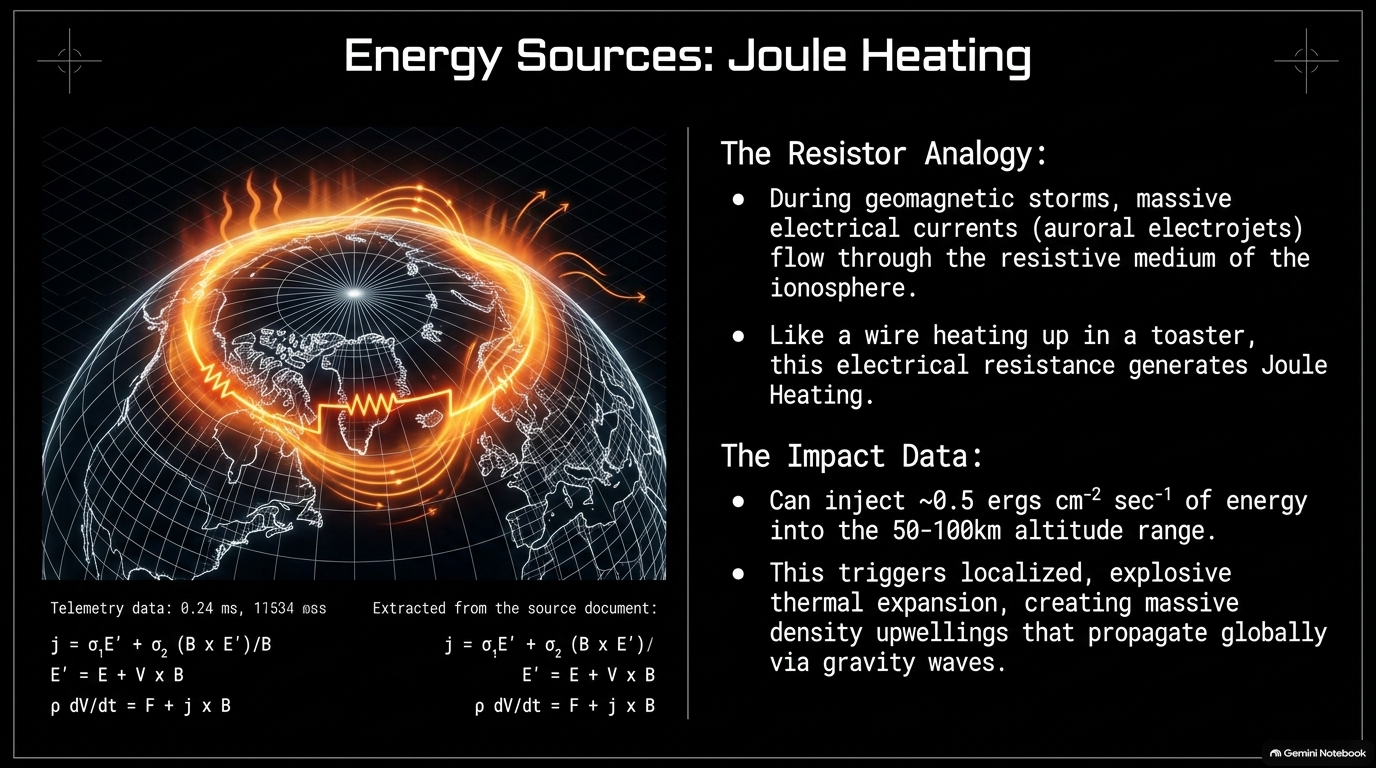 Energy Sources: Joule Heating
The Resistor Analogy:
● During geomagnetic storms, massive
electrical currents (auroral electrojets)
flow through the resistive medium of the
ionosphere.
● Like a wire heating up in a toaster,
this electrical resistance generates Joule
Heating.
The Impact Data:
● Can inject ~0.5 ergs cm⁻² sec⁻¹ of energy
into the 50-100km altitude range.
● This triggers localized, explosive
thermal expansion, creating massive
density upwellings that propagate globally
via gravity waves.
Telemetry data: 0.24 ms, 11534
j = σ₁E' + σ₂ (B x E')/B
E' = E + V x B
ρ dV/dt = F + j x B
Extracted from the source document:
j = σ₁E' + σ₂ (B x E')/
E' = E + V x B
ρ dV/dt = F + j x B
Gemini Notebook